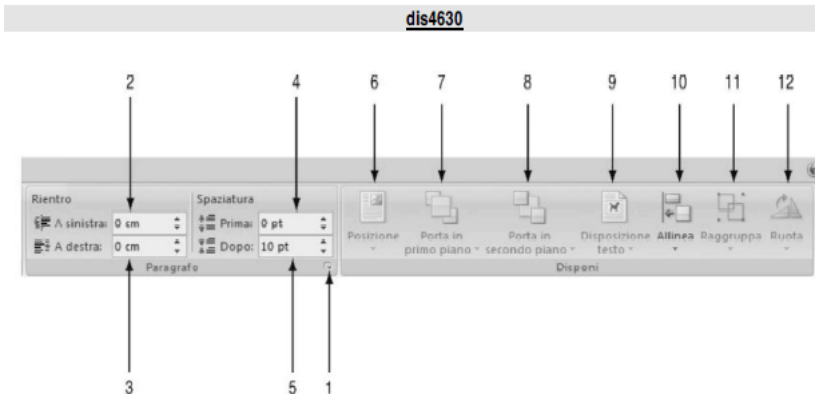 dis4630
2 4 6 7 8 9 10 11 12
Rientro Spaziatura
A sinistra: 0 cm Prima: 0 pt Posizione Porta in primo piano Porta in secondo piano Disposizione testo Allinea Raggruppa Ruota
A destra: 0 cm Dopo: 10 pt
Paragrafo Disponi
3 5 1